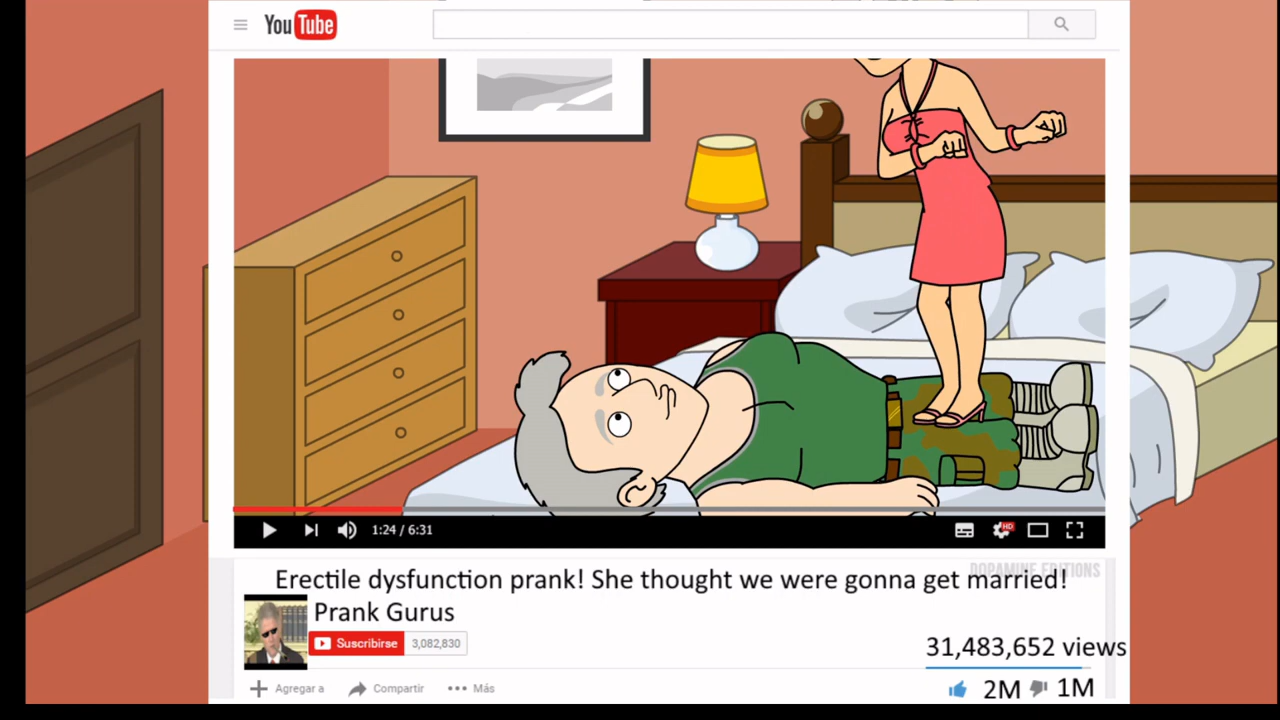 YouTube
1:24 / 6:31
HD
DOPAMINE EDITIONS
Erectile dysfunction prank! She thought we were gonna get married!
Prank Gurus
Suscribirse 3,082,830
31,483,652 views
Agregar a Compartir Más 2M 1M